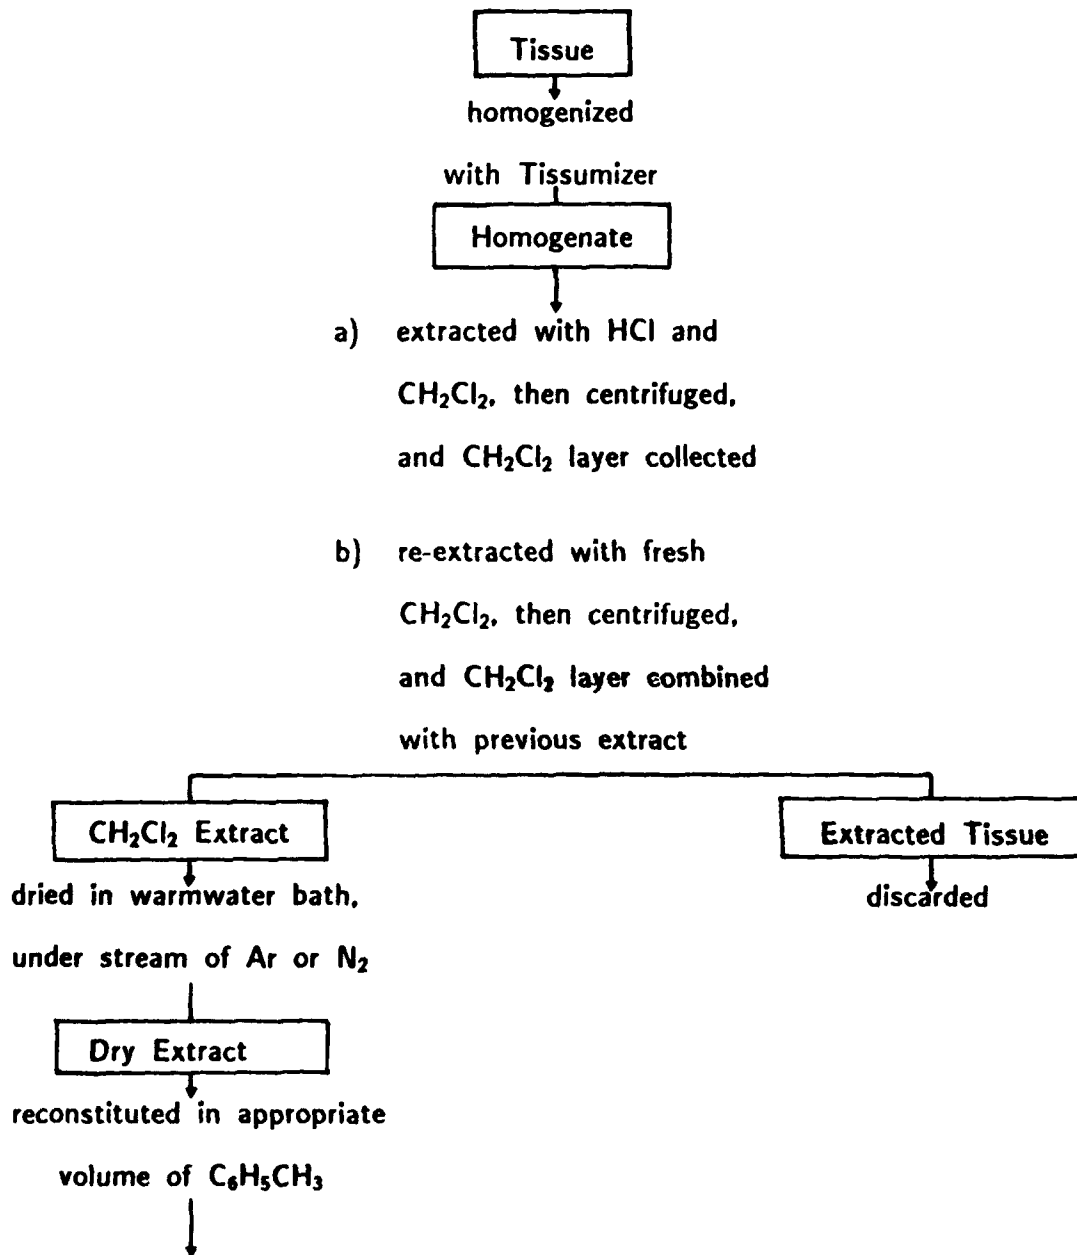 Tissue
homogenized
with Tissumizer
Homogenate
a) extracted with HCl and
CH₂Cl₂, then centrifuged,
and CH₂Cl₂ layer collected
b) re-extracted with fresh
CH₂Cl₂, then centrifuged,
and CH₂Cl₂ layer combined
with previous extract
CH₂Cl₂ Extract
Extracted Tissue
dried in warmwater bath,
discarded
under stream of Ar or N₂
Dry Extract
reconstituted in appropriate
volume of C₆H₅CH₃